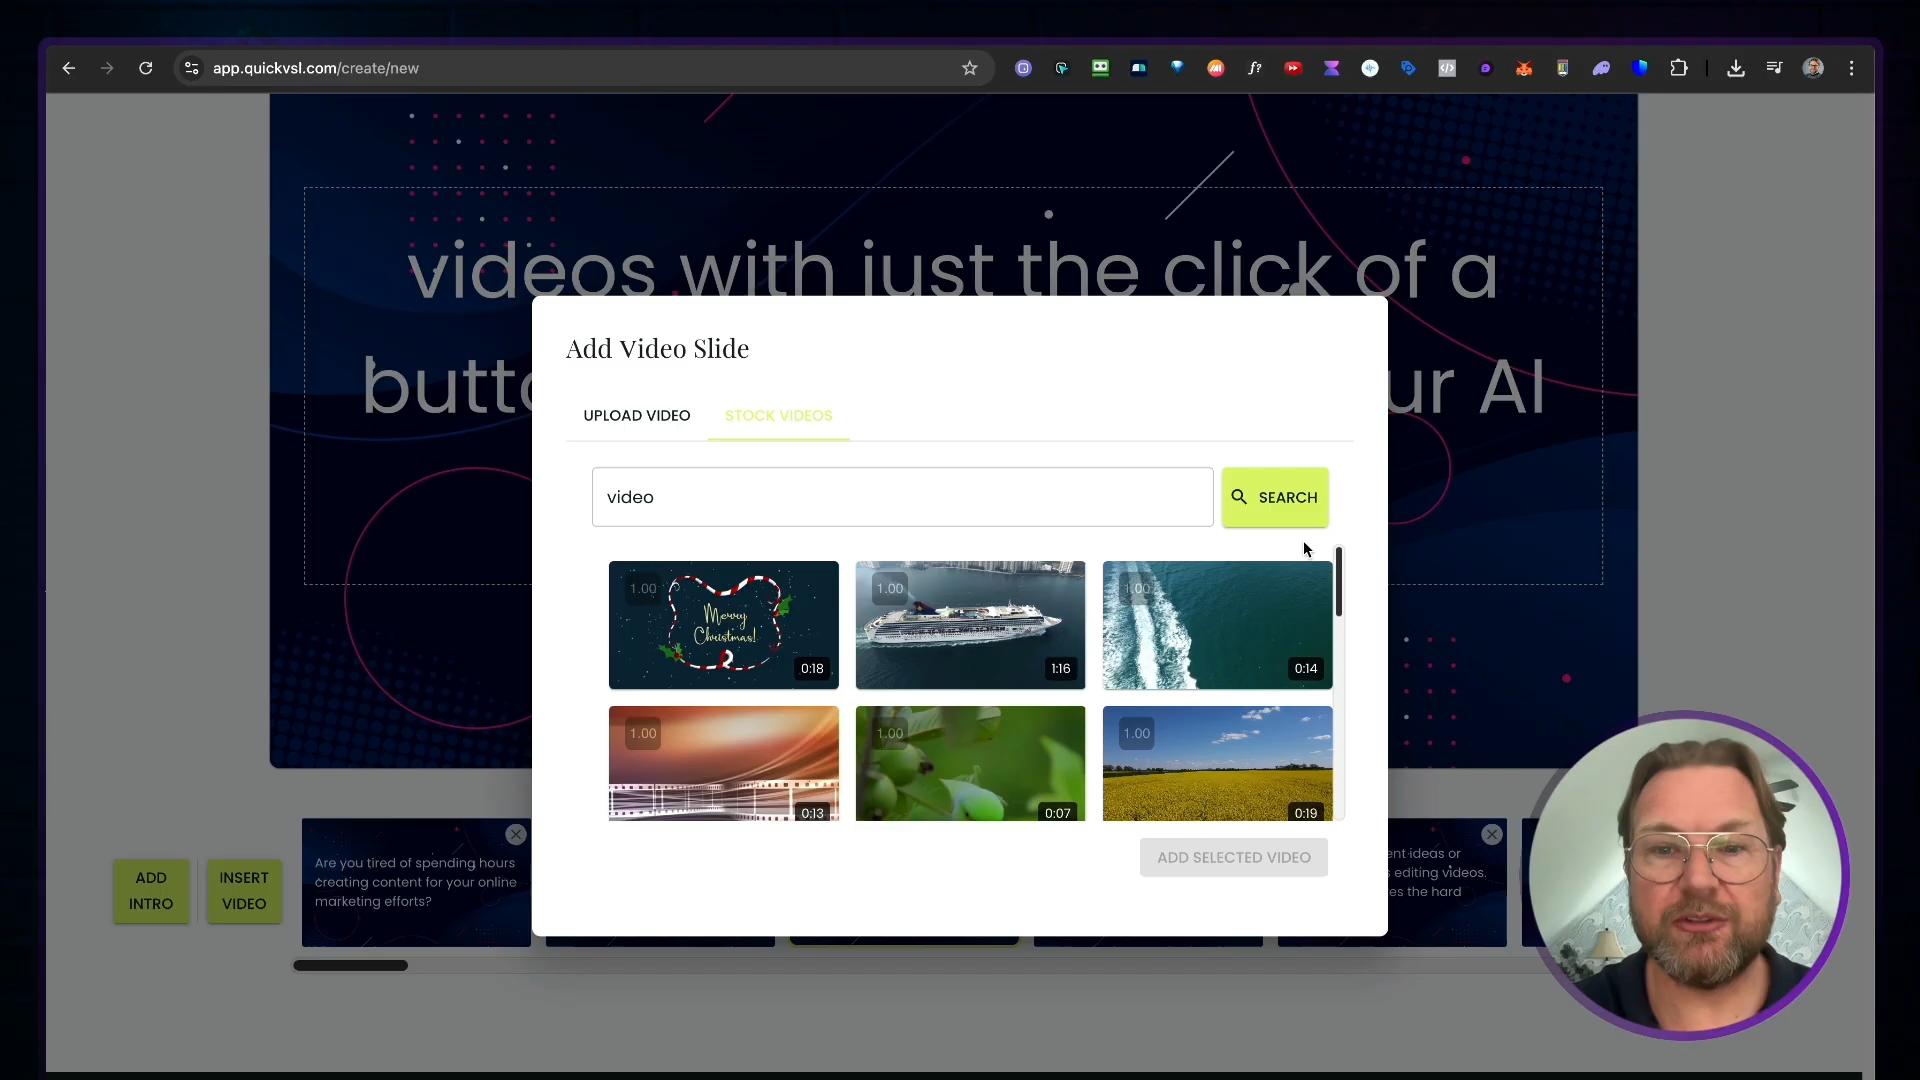 app.quickvsl.com/create/new
videos with just the click of a
butto
ur AI
Add Video Slide
UPLOAD VIDEO
STOCK VIDEOS
video
SEARCH
1.00
Merry
Christmas!
0:18
1.00
1:16
1.00
0:14
1.00
0:13
1.00
0:07
1.00
0:19
ADD SELECTED VIDEO
ADD
INTRO
INSERT
VIDEO
Are you tired of spending hours
creating content for your online
marketing efforts?
ent ideas or
editing videos.
es the hard